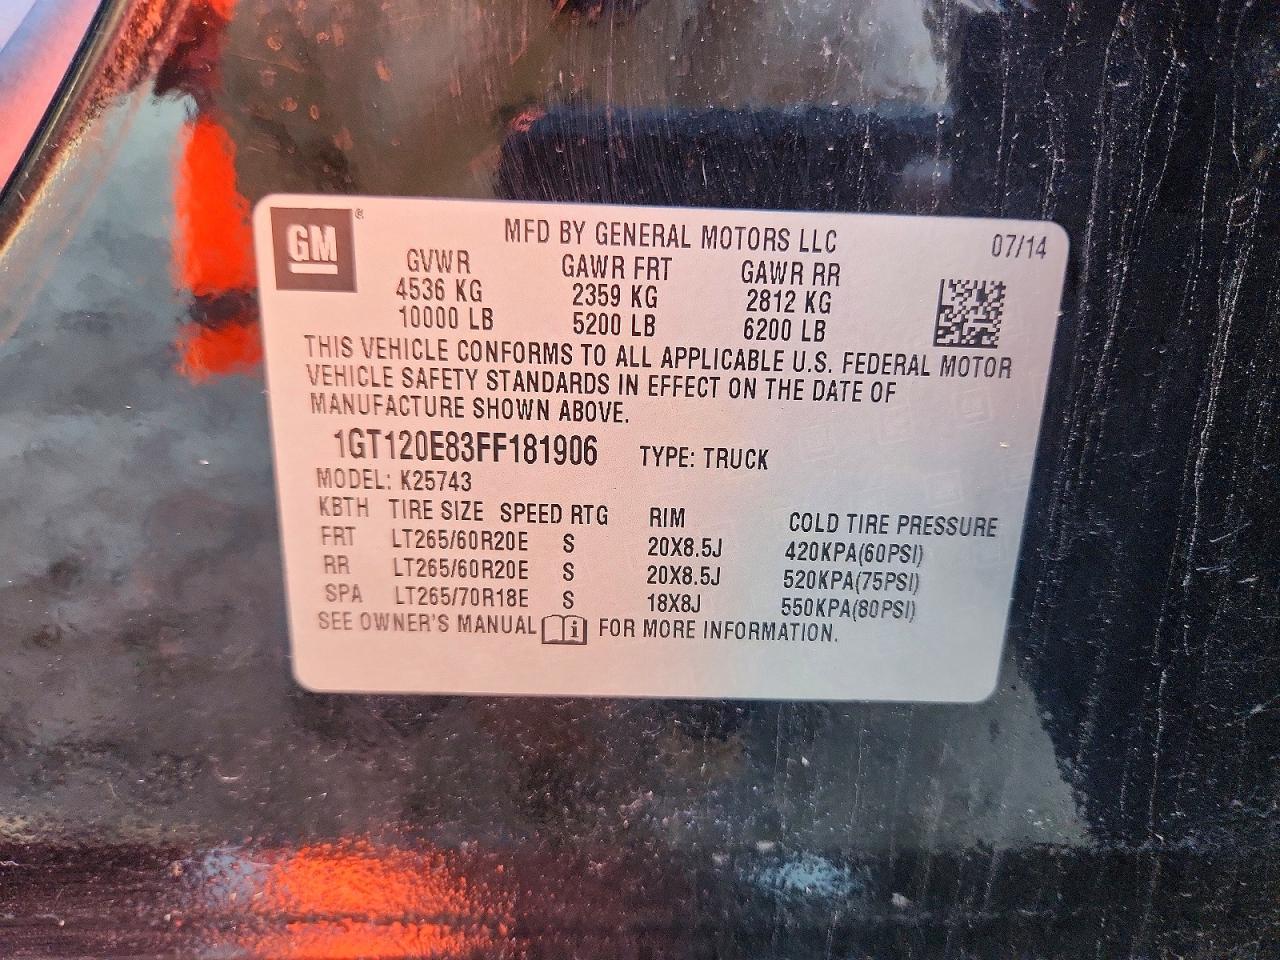 GM ®
MFD BY GENERAL MOTORS LLC 07/14
GVWR GAWR FRT GAWR RR
4536 KG 2359 KG 2812 KG
10000 LB 5200 LB 6200 LB
THIS VEHICLE CONFORMS TO ALL APPLICABLE U.S. FEDERAL MOTOR
VEHICLE SAFETY STANDARDS IN EFFECT ON THE DATE OF
MANUFACTURE SHOWN ABOVE.
1GT120E83FF181906 TYPE: TRUCK
MODEL: K25743
KBTH TIRE SIZE SPEED RTG RIM COLD TIRE PRESSURE
FRT LT265/60R20E S 20X8.5J 420KPA(60PSI)
RR LT265/60R20E S 20X8.5J 520KPA(75PSI)
SPA LT265/70R18E S 18X8J 550KPA(80PSI)
SEE OWNER'S MANUAL FOR MORE INFORMATION.